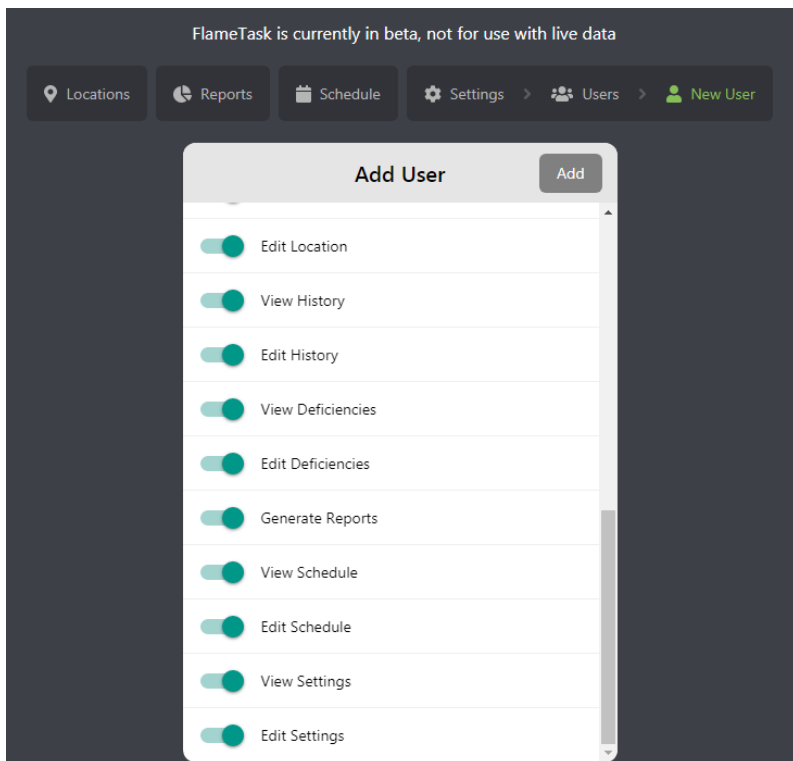 FlameTask is currently in beta, not for use with live data
Locations Reports Schedule Settings Users New User
Add User Add
Edit Location
View History
Edit History
View Deficiencies
Edit Deficiencies
Generate Reports
View Schedule
Edit Schedule
View Settings
Edit Settings